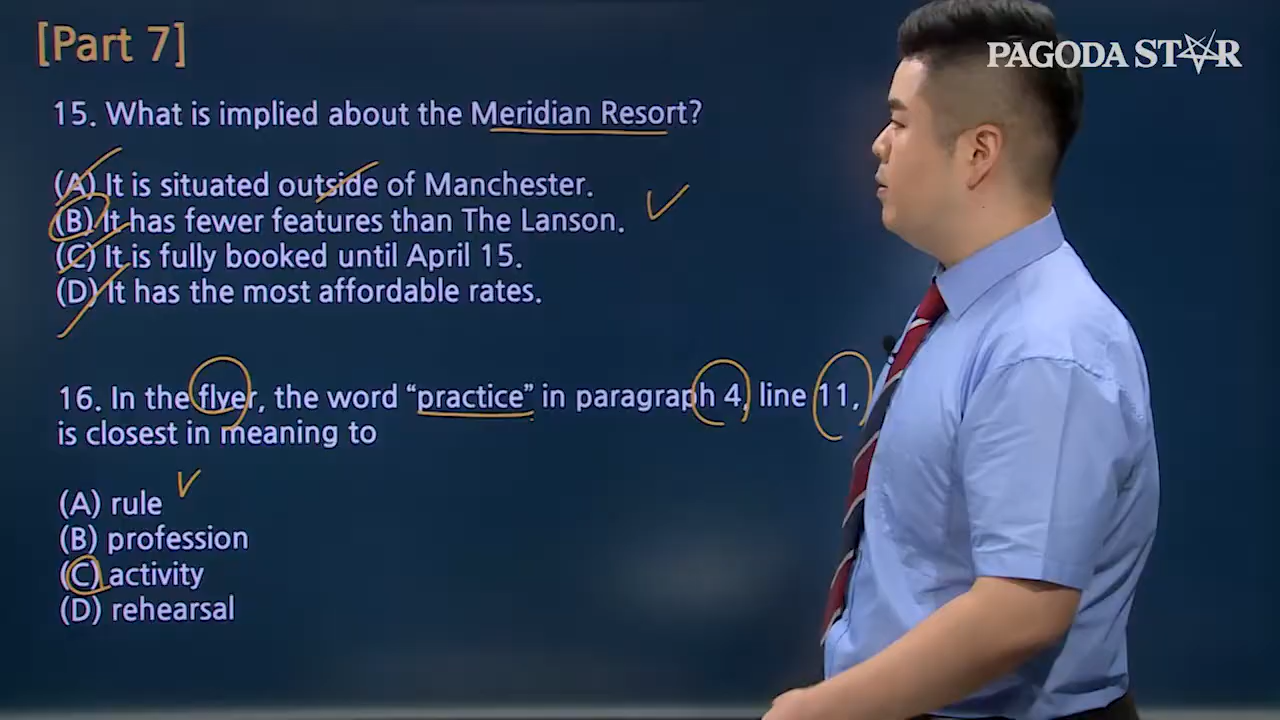 [Part 7]
PAGODA STAR
15. What is implied about the Meridian Resort?
(A) It is situated outside of Manchester.
(B) It has fewer features than The Lanson.
(C) It is fully booked until April 15.
(D) It has the most affordable rates.
16. In the flyer, the word “practice” in paragraph 4, line 11,
is closest in meaning to
(A) rule
(B) profession
(C) activity
(D) rehearsal